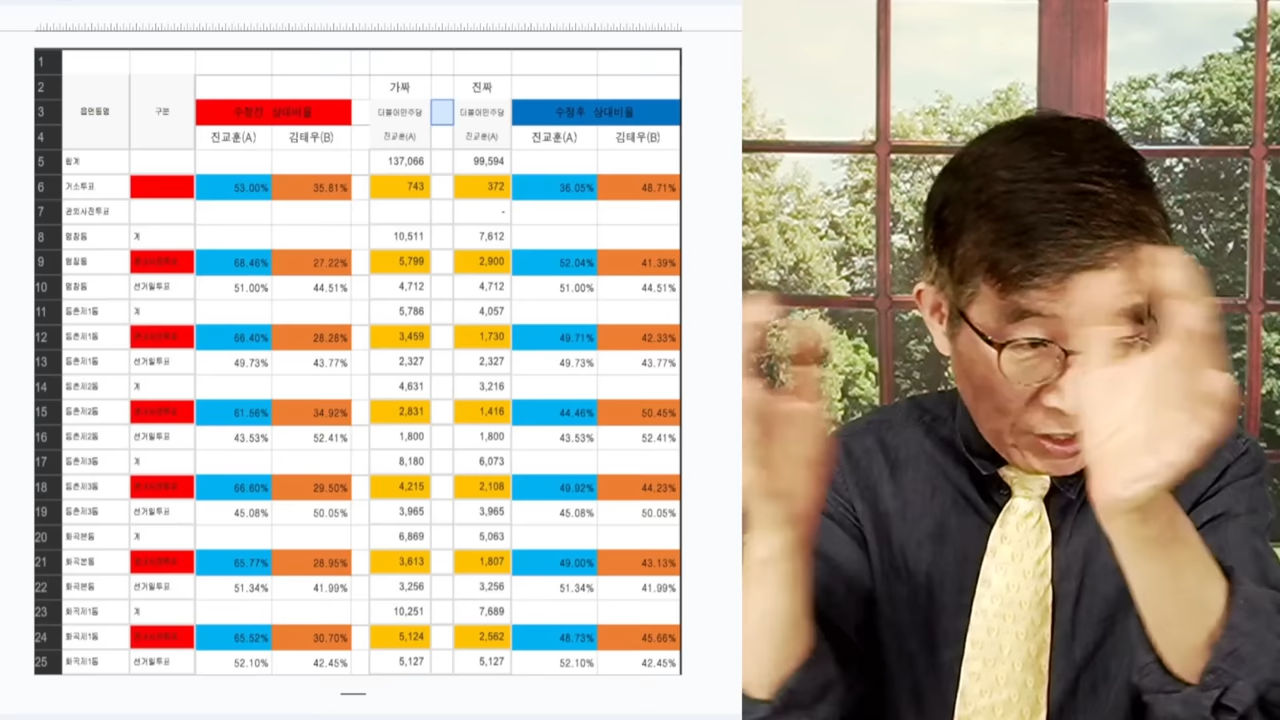 1
2 가짜 진짜
3 읍면동명 구분 수정전 상대비율 더불어민주당 더불어민주당 수정후 상대비율
4 진교훈(A) 김태우(B) 진교훈(A) 진교훈(A) 진교훈(A) 김태우(B)
5 합계 137,066 99,594
6 거소투표 53.00% 35.81% 743 372 36.05% 48.71%
7 관외사전투표 -
8 염창동 계 10,511 7,612
9 염창동 68.46% 27.22% 5,799 2,900 52.04% 41.39%
10 염창동 선거일투표 51.00% 44.51% 4,712 4,712 51.00% 44.51%
11 등촌제1동 계 5,786 4,057
12 등촌제1동 66.40% 28.28% 3,459 1,730 49.71% 42.33%
13 등촌제1동 선거일투표 49.73% 43.77% 2,327 2,327 49.73% 43.77%
14 등촌제2동 계 4,631 3,216
15 등촌제2동 61.56% 34.92% 2,831 1,416 44.46% 50.45%
16 등촌제2동 선거일투표 43.53% 52.41% 1,800 1,800 43.53% 52.41%
17 등촌제3동 계 8,180 6,073
18 등촌제3동 66.60% 29.50% 4,215 2,108 49.92% 44.23%
19 등촌제3동 선거일투표 45.08% 50.05% 3,965 3,965 45.08% 50.05%
20 화곡본동 계 6,869 5,063
21 화곡본동 65.77% 28.95% 3,613 1,807 49.00% 43.13%
22 화곡본동 선거일투표 51.34% 41.99% 3,256 3,256 51.34% 41.99%
23 화곡제1동 계 10,251 7,689
24 화곡제1동 65.52% 30.70% 5,124 2,562 48.73% 45.66%
25 화곡제1동 선거일투표 52.10% 42.45% 5,127 5,127 52.10% 42.45%